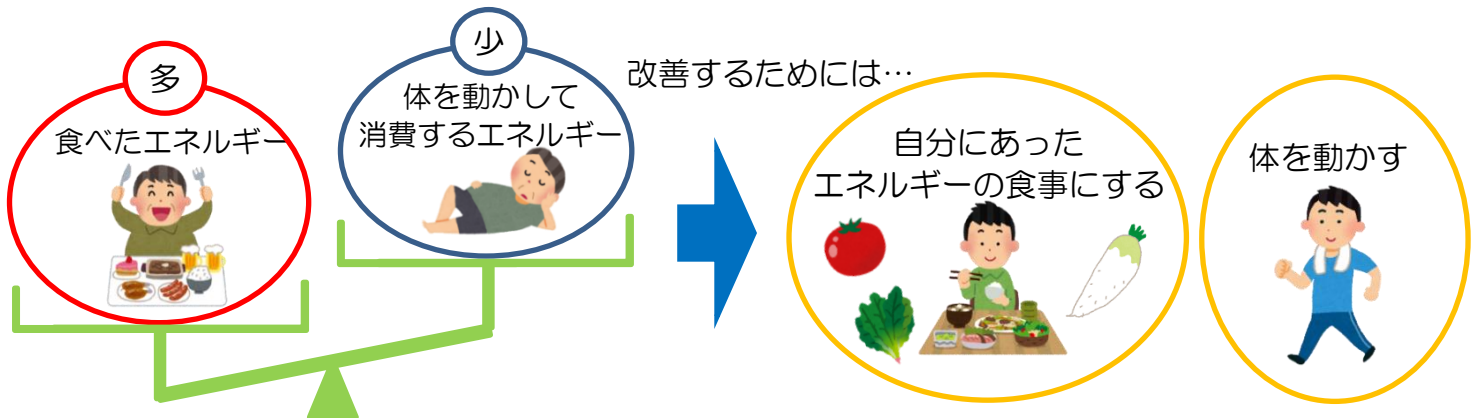 多
食べたエネルギー
少
体を動かして
消費するエネルギー
改善するためには…
自分にあった
エネルギーの食事にする
体を動かす